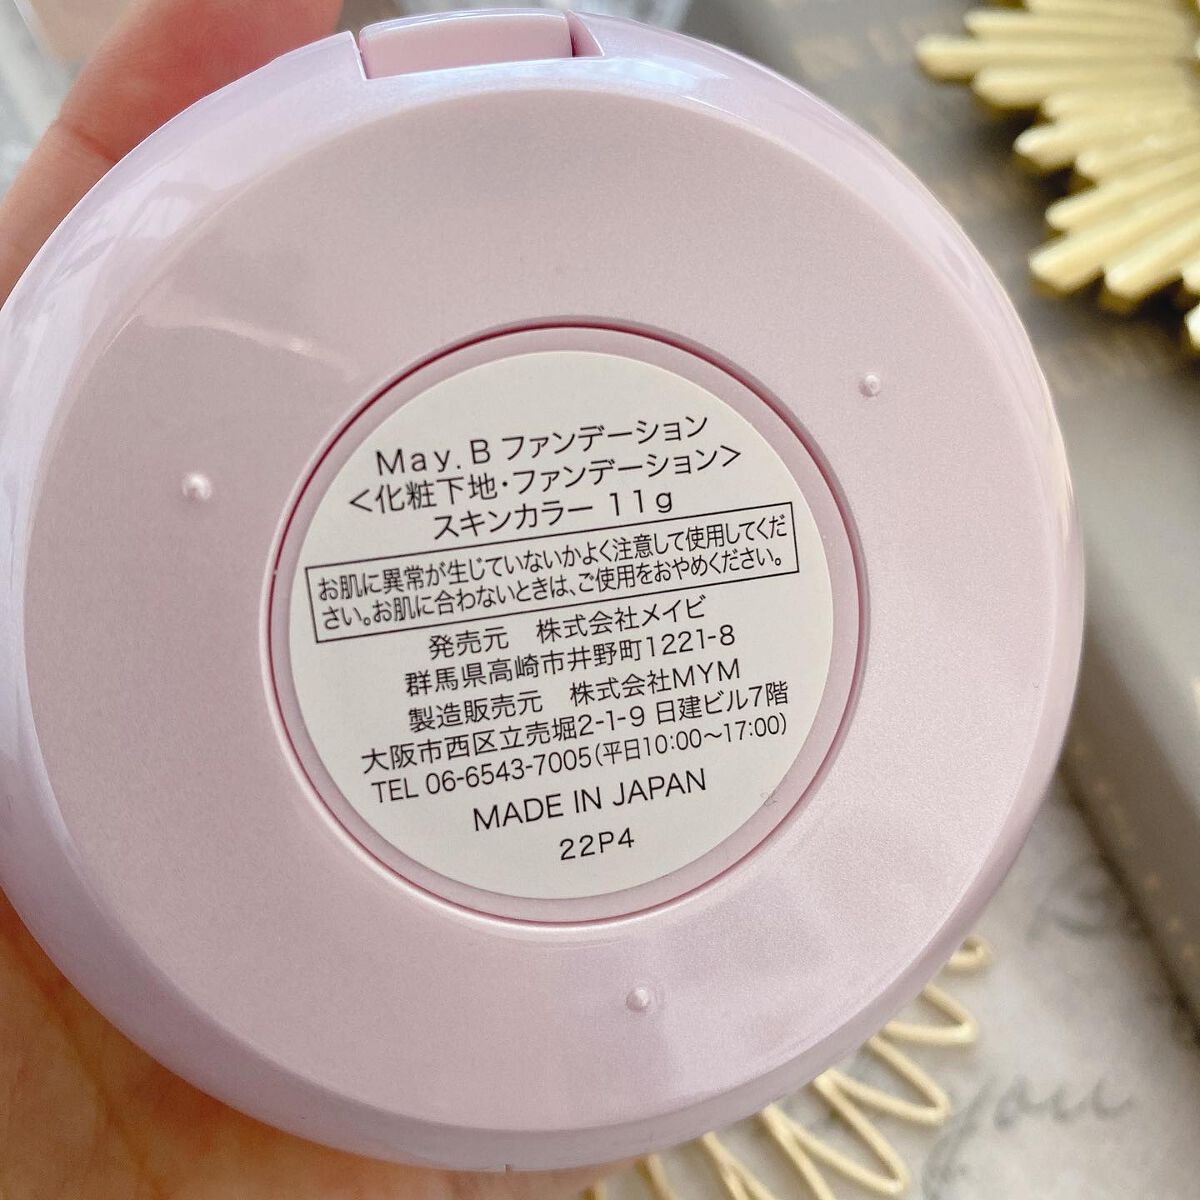 May.B ファンデーション
<化粧下地・ファンデーション>
スキンカラー 11g
お肌に異常が生じていないかよく注意して使用してくだ
さい。お肌に合わないときは、ご使用をおやめください。
発売元　株式会社メイビ
群馬県高崎市井野町1221-8
製造販売元　株式会社MYM
大阪市西区立売堀2-1-9 日建ビル7階
TEL 06-6543-7005(平日10:00～17:00)
MADE IN JAPAN
22P4
you